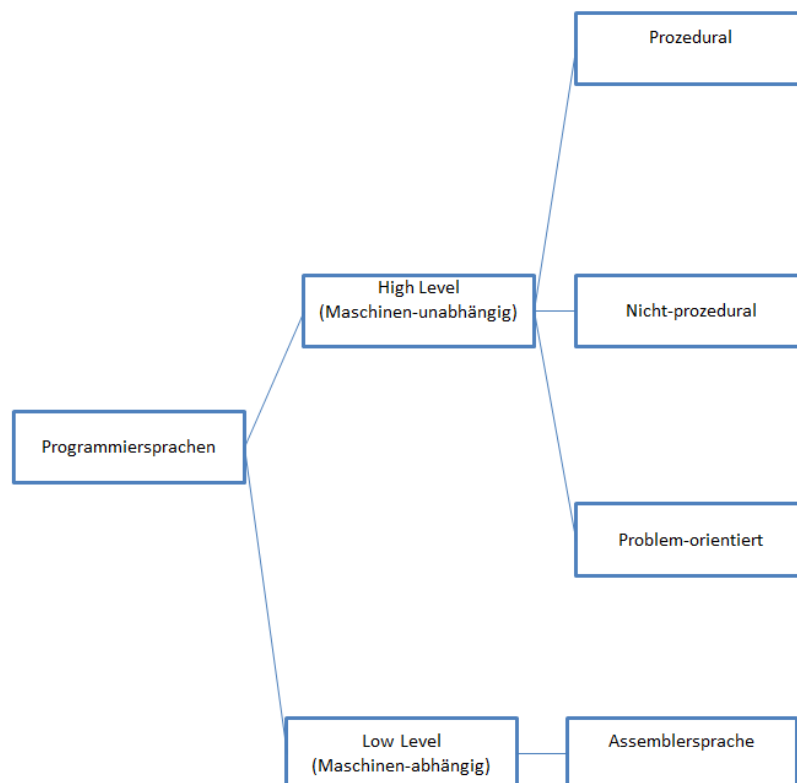 Prozedural
High Level
(Maschinen-unabhängig)
Nicht-prozedural
Programmiersprachen
Problem-orientiert
Low Level
(Maschinen-abhängig)
Assemblersprache